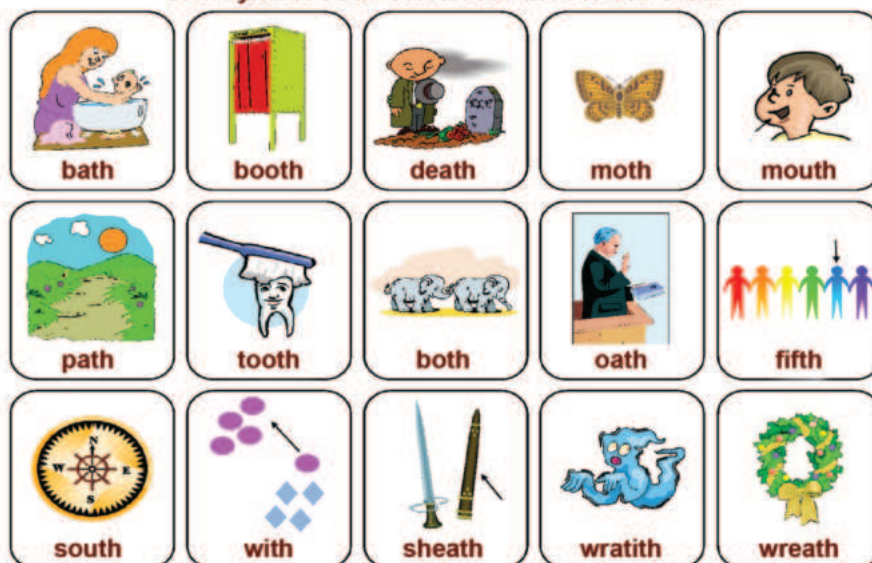 bath booth death moth mouth
R.I.P.
path tooth both oath fifth
N
W E
S
south with sheath wratith wreath